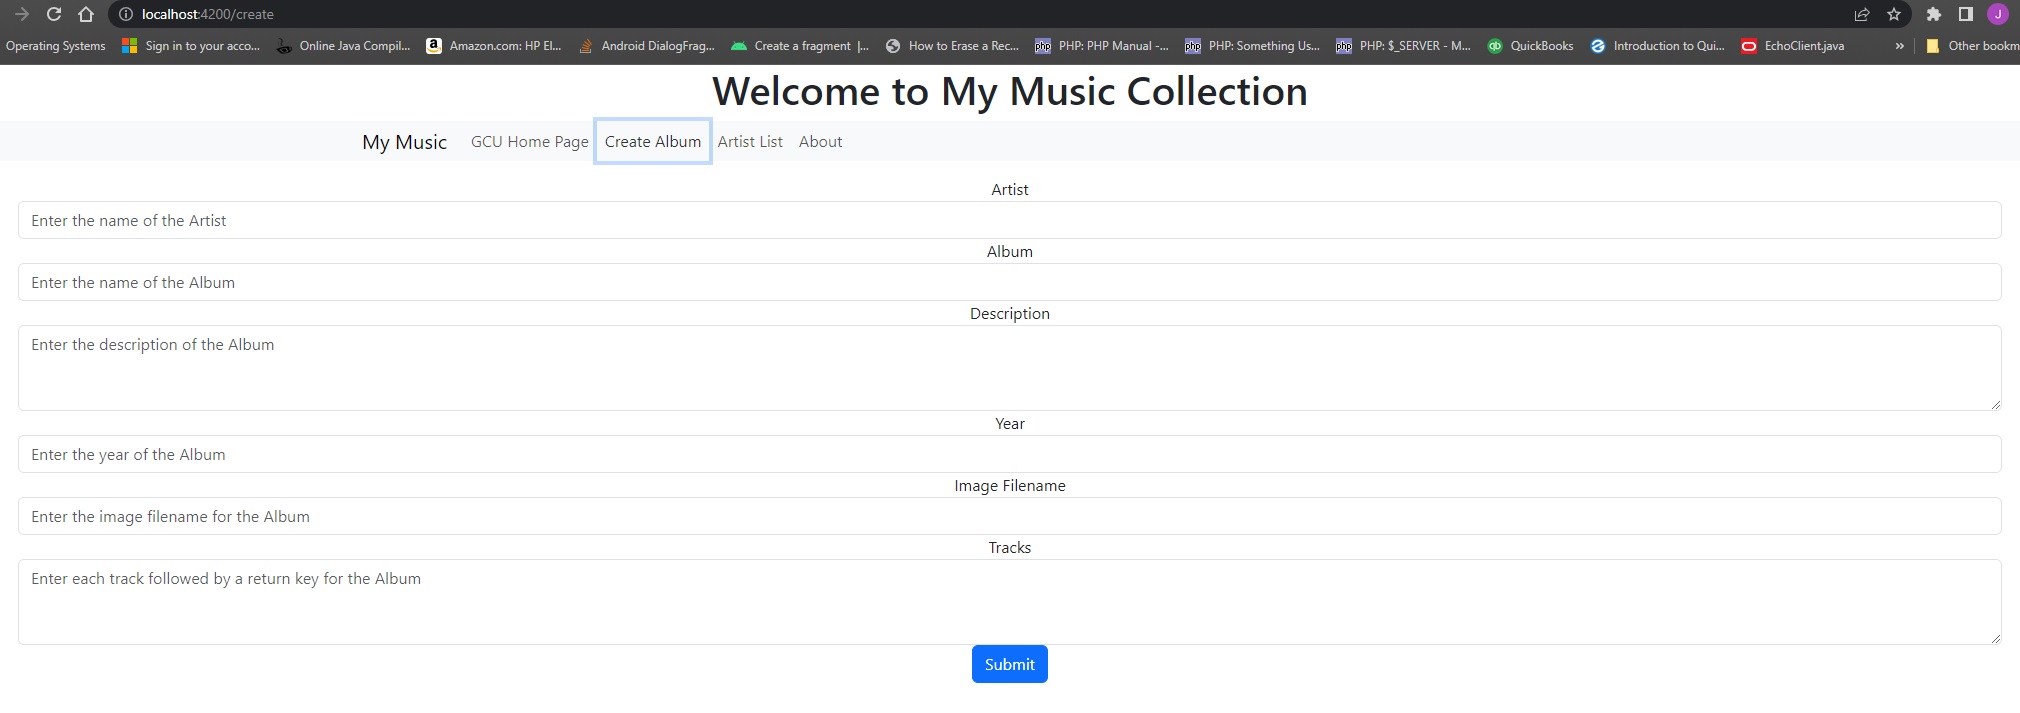 localhost:4200/create
J
Operating Systems Sign in to your acco... Online Java Compil... a Amazon.com: HP El... Android DialogFrag... Create a fragment |... How to Erase a Rec... php PHP: PHP Manual -... php PHP: Something Us... php PHP: $_SERVER - M... qb QuickBooks Introduction to Qui... EchoClient.java » Other bookm
Welcome to My Music Collection
My Music GCU Home Page Create Album Artist List About
Artist
Enter the name of the Artist
Album
Enter the name of the Album
Description
Enter the description of the Album
Year
Enter the year of the Album
Image Filename
Enter the image filename for the Album
Tracks
Enter each track followed by a return key for the Album
Submit